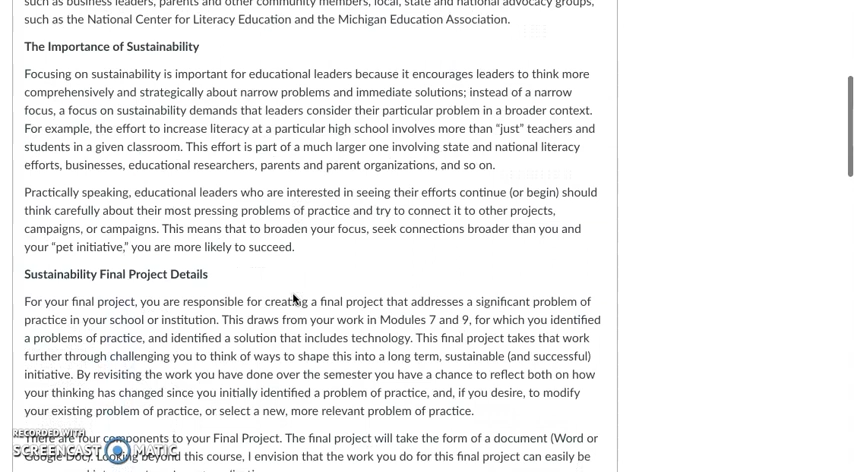 such as business leaders, parents and other community members, local, state and national advocacy groups,
such as the National Center for Literacy Education and the Michigan Education Association.
The Importance of Sustainability
Focusing on sustainability is important for educational leaders because it encourages leaders to think more
comprehensively and strategically about narrow problems and immediate solutions; instead of a narrow
focus, a focus on sustainability demands that leaders consider their particular problem in a broader context.
For example, the effort to increase literacy at a particular high school involves more than “just” teachers and
students in a given classroom. This effort is part of a much larger one involving state and national literacy
efforts, businesses, educational researchers, parents and parent organizations, and so on.
Practically speaking, educational leaders who are interested in seeing their efforts continue (or begin) should
think carefully about their most pressing problems of practice and try to connect it to other projects,
campaigns, or campaigns. This means that to broaden your focus, seek connections broader than you and
your “pet initiative,” you are more likely to succeed.
Sustainability Final Project Details
For your final project, you are responsible for creating a final project that addresses a significant problem of
practice in your school or institution. This draws from your work in Modules 7 and 9, for which you identified
a problems of practice, and identified a solution that includes technology. This final project takes that work
further through challenging you to think of ways to shape this into a long term, sustainable (and successful)
initiative. By revisiting the work you have done over the semester you have a chance to reflect both on how
your thinking has changed since you initially identified a problem of practice, and, if you desire, to modify
your existing problem of practice, or select a new, more relevant problem of practice.
RECORDED WITH
There are four components to your Final Project. The final project will take the form of a document (Word or
SCREENCAST MATIC
Google Doc). Looking beyond this course, I envision that the work you do for this final project can easily be